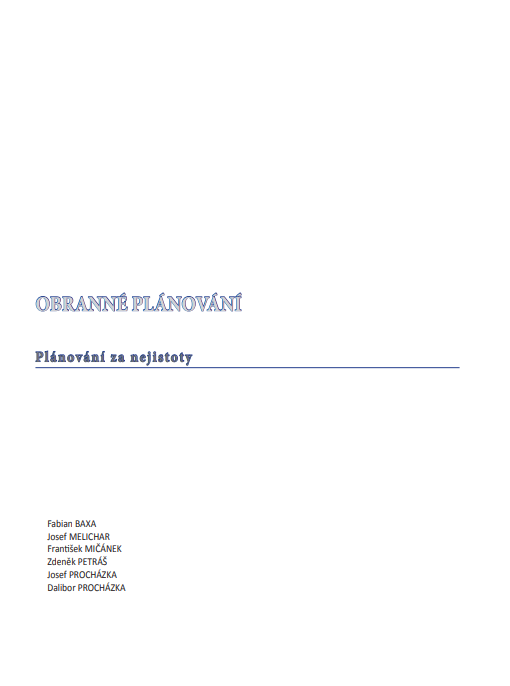 OBRANNÉ PLÁNOVÁNÍ
Plánování za nejistoty
Fabian BAXA
Josef MELICHAR
František MIČÁNEK
Zdeněk PETRÁŠ
Josef PROCHÁZKA
Dalibor PROCHÁZKA